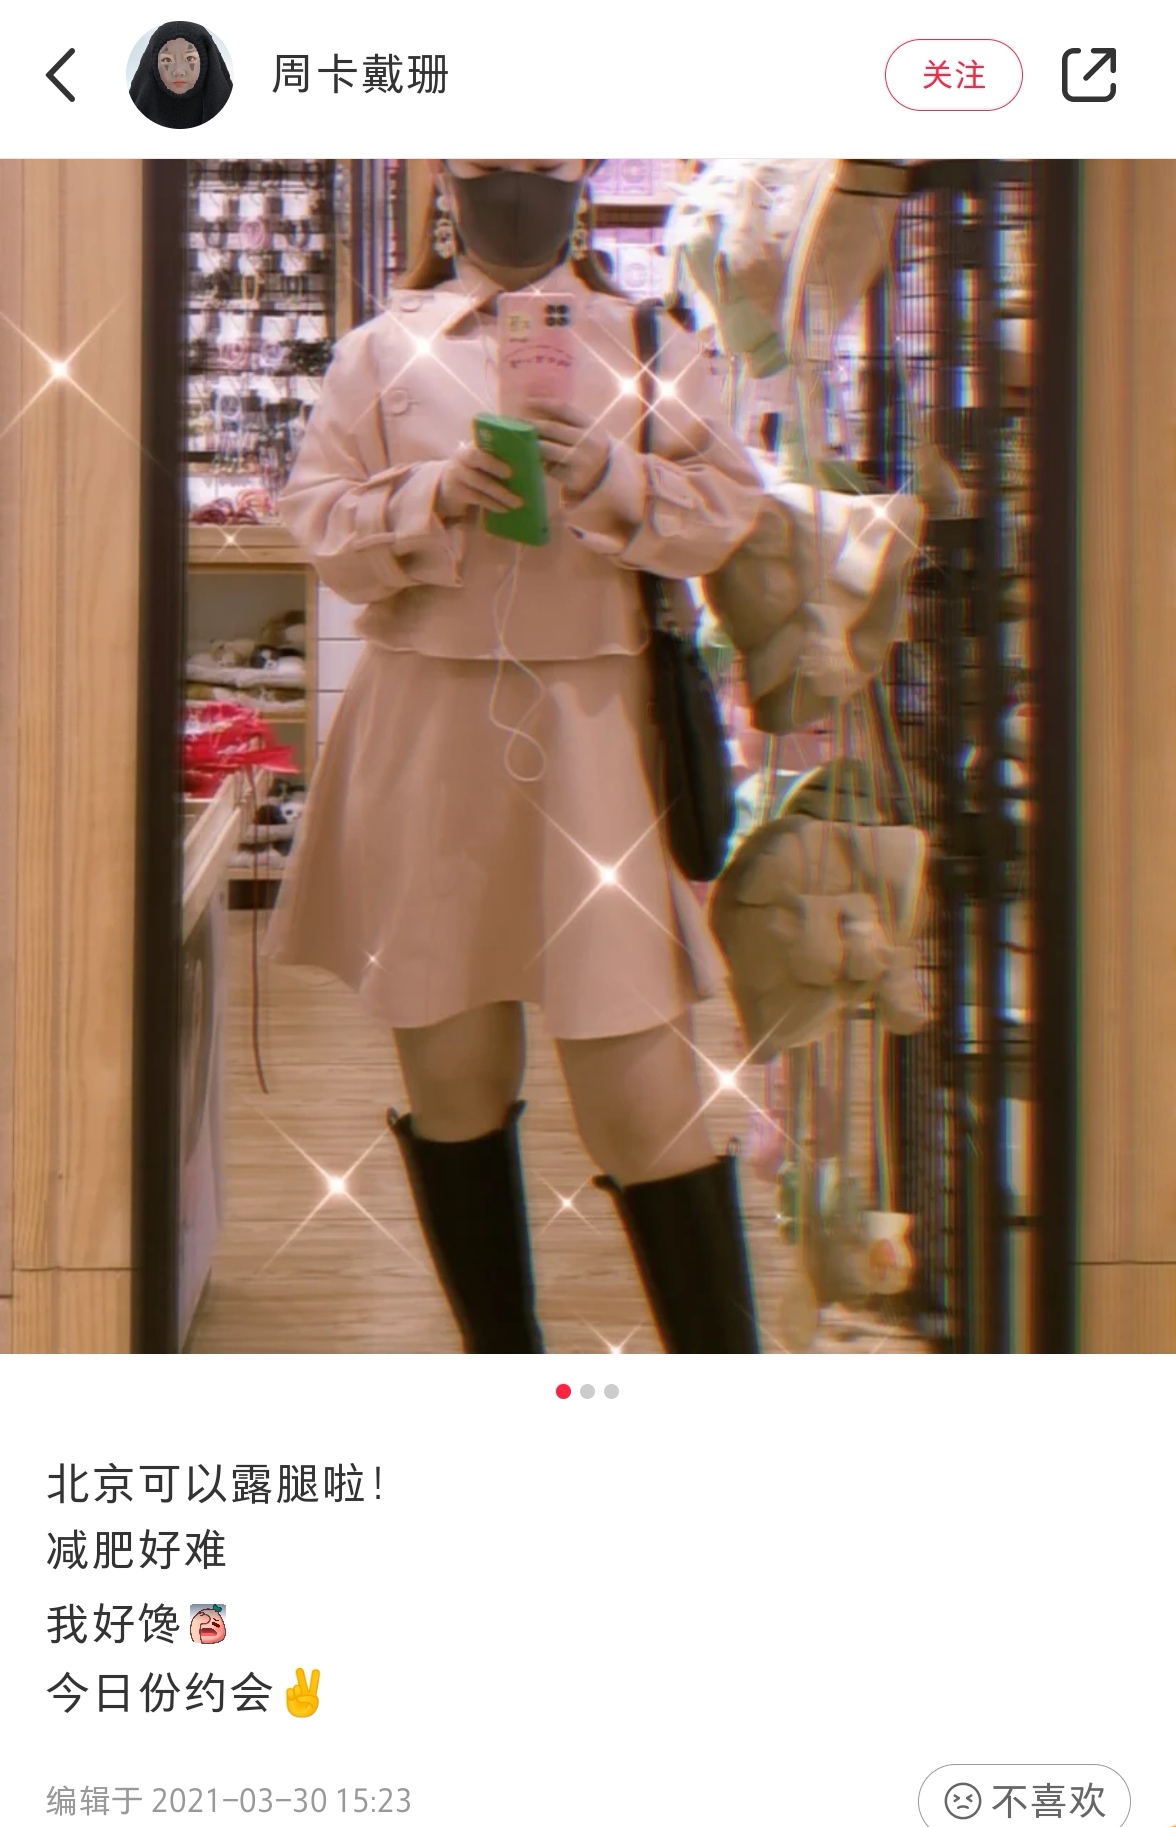 周卡戴珊
关注
北京可以露腿啦！
减肥好难
我好馋
今日份约会✌
编辑于 2021-03-30 15:23
不喜欢